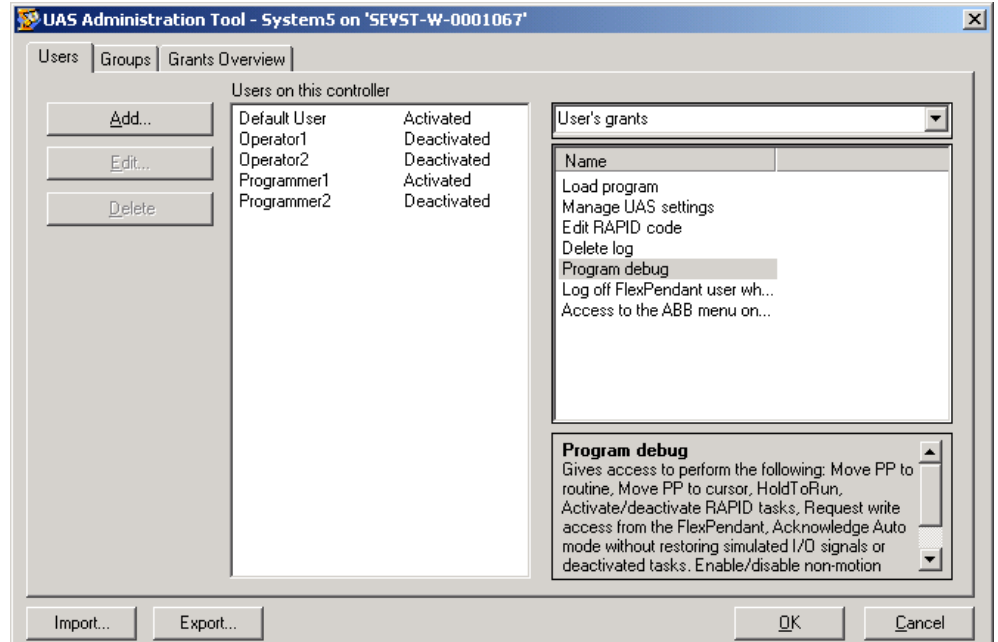 UAS Administration Tool - System5 on 'SEVST-W-0001067'
Users Groups Grants Overview
Users on this controller
Add...
Edit...
Delete
Default User Activated
Operator1 Deactivated
Operator2 Deactivated
Programmer1 Activated
Programmer2 Deactivated
User's grants
Name
Load program
Manage UAS settings
Edit RAPID code
Delete log
Program debug
Log off FlexPendant user wh...
Access to the ABB menu on...
Program debug
Gives access to perform the following: Move PP to
routine, Move PP to cursor, HoldToRun,
Activate/deactivate RAPID tasks, Request write
access from the FlexPendant, Acknowledge Auto
mode without restoring simulated I/O signals or
deactivated tasks. Enable/disable non-motion
Import... Export... OK Cancel